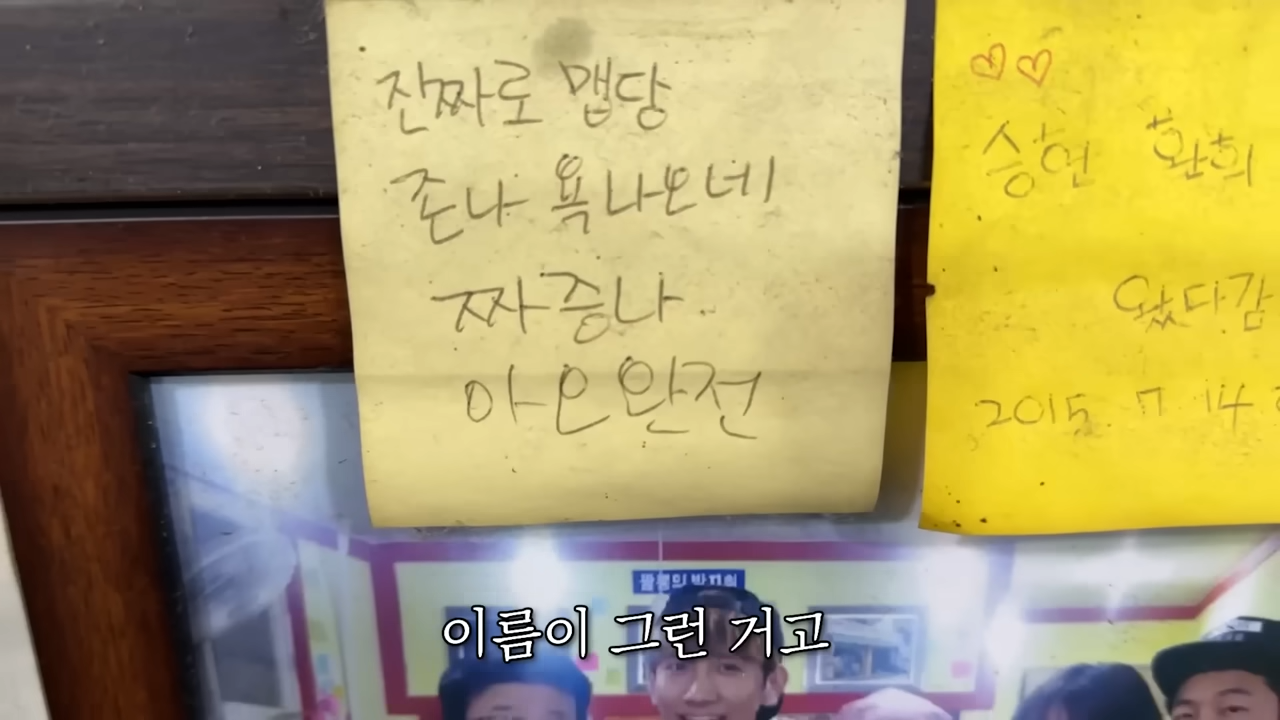 진짜로 맵당
존나 욕나오네
짜증나..
아오 완전
승언 환희
왔다감
2015. 7. 14
이름이 그런 거고